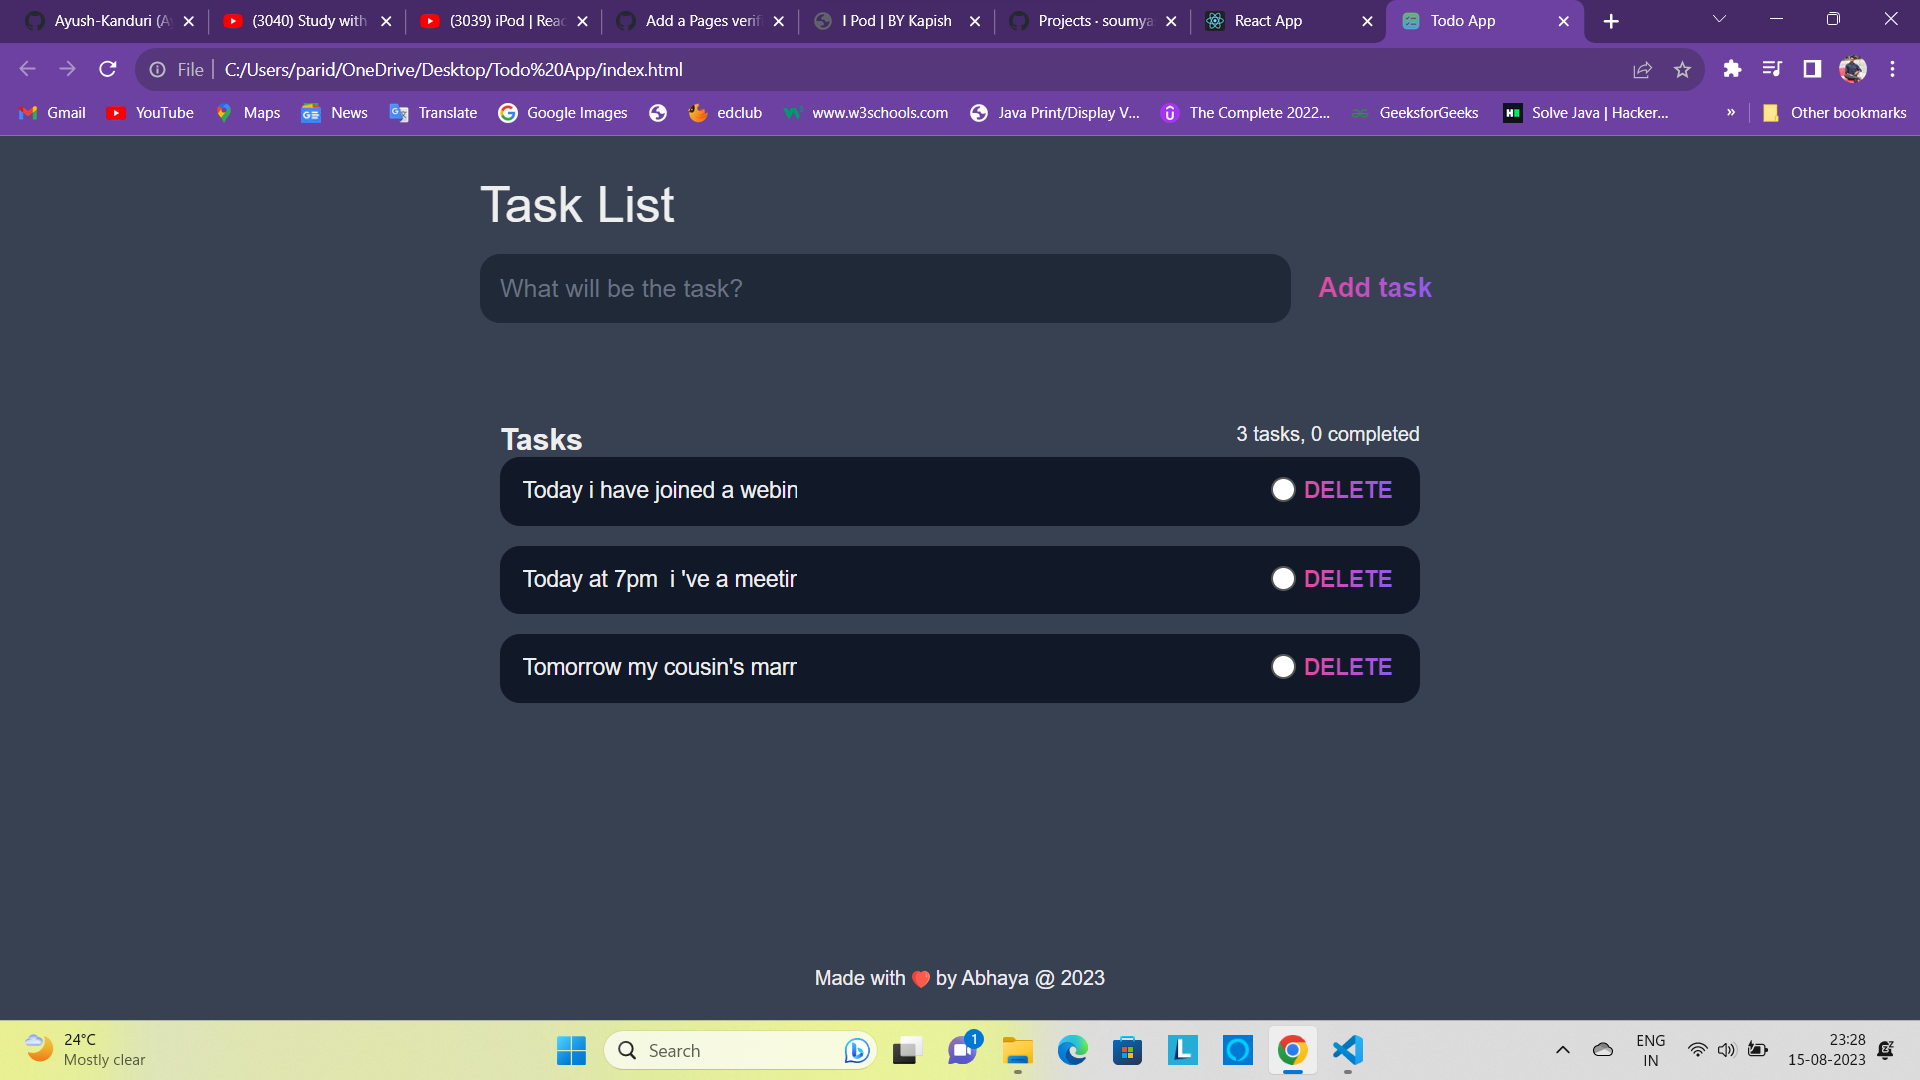 Ayush-Kanduri (Ay
(3040) Study with
(3039) iPod | Reac
Add a Pages verifi
I Pod | BY Kapish
Projects · soumya
React App
Todo App
File
C:/Users/parid/OneDrive/Desktop/Todo%20App/index.html
Gmail
YouTube
Maps
News
Translate
Google Images
edclub
www.w3schools.com
Java Print/Display V...
The Complete 2022...
GeeksforGeeks
Solve Java | Hacker...
»
Other bookmarks
Task List
What will be the task?
Add task
Tasks
3 tasks, 0 completed
Today i have joined a webin
DELETE
Today at 7pm  i 've a meetir
DELETE
Tomorrow my cousin's marr
DELETE
Made with ❤ by Abhaya @ 2023
24°C
Mostly clear
Search
1
L
ENG
IN
23:28
15-08-2023